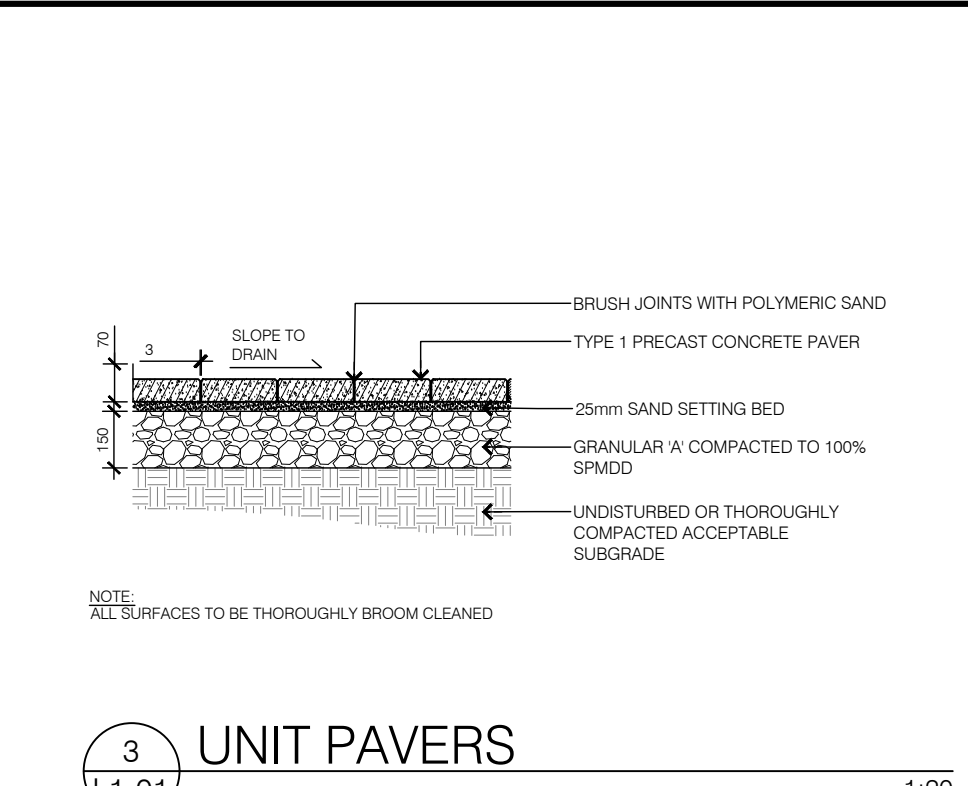 BRUSH JOINTS WITH POLYMERIC SAND
70
3
SLOPE TO
DRAIN
TYPE 1 PRECAST CONCRETE PAVER
25mm SAND SETTING BED
150
GRANULAR 'A' COMPACTED TO 100%
SPMDD
UNDISTURBED OR THOROUGHLY
COMPACTED ACCEPTABLE
SUBGRADE
NOTE:
ALL SURFACES TO BE THOROUGHLY BROOM CLEANED
3
UNIT PAVERS